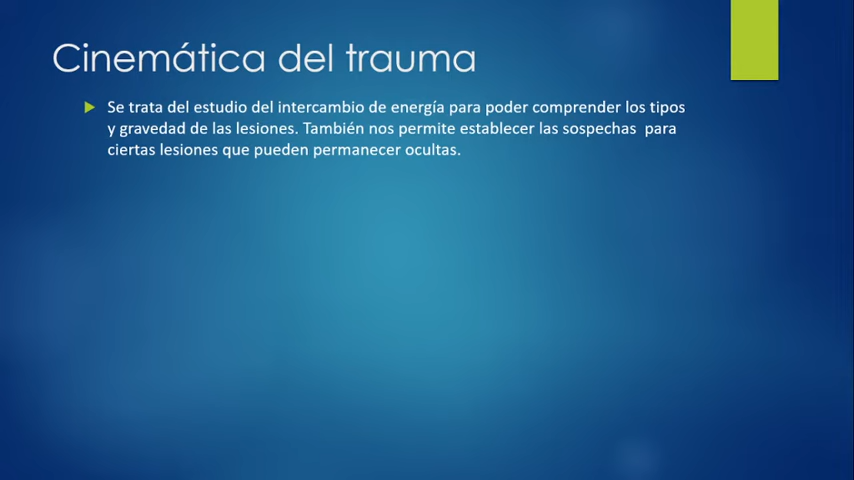 Cinemática del trauma
Se trata del estudio del intercambio de energía para poder comprender los tipos
y gravedad de las lesiones. También nos permite establecer las sospechas  para
ciertas lesiones que pueden permanecer ocultas.